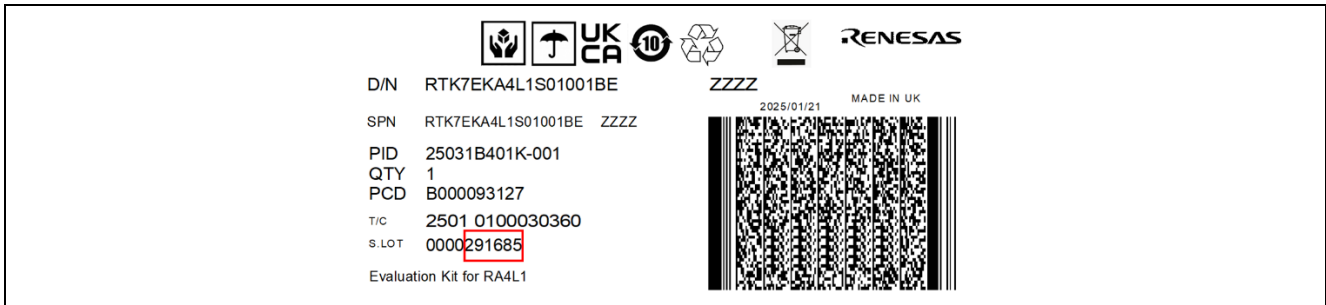 UK
CA
10
RENESAS
D/N RTK7EKA4L1S01001BE ZZZZ
2025/01/21 MADE IN UK
SPN RTK7EKA4L1S01001BE ZZZZ
PID 25031B401K-001
QTY 1
PCD B000093127
T/C 2501 0100030360
S.LOT 0000291685
Evaluation Kit for RA4L1